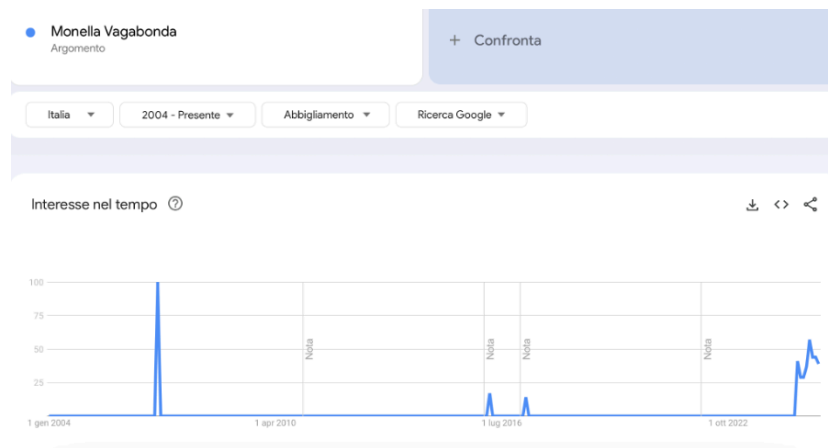 Monella Vagabonda
Argomento
+ Confronta
Italia
2004 - Presente
Abbigliamento
Ricerca Google
Interesse nel tempo ?
100
75
50
25
Nota
Nota
Nota
Nota
1 gen 2004
1 apr 2010
1 lug 2016
1 ott 2022